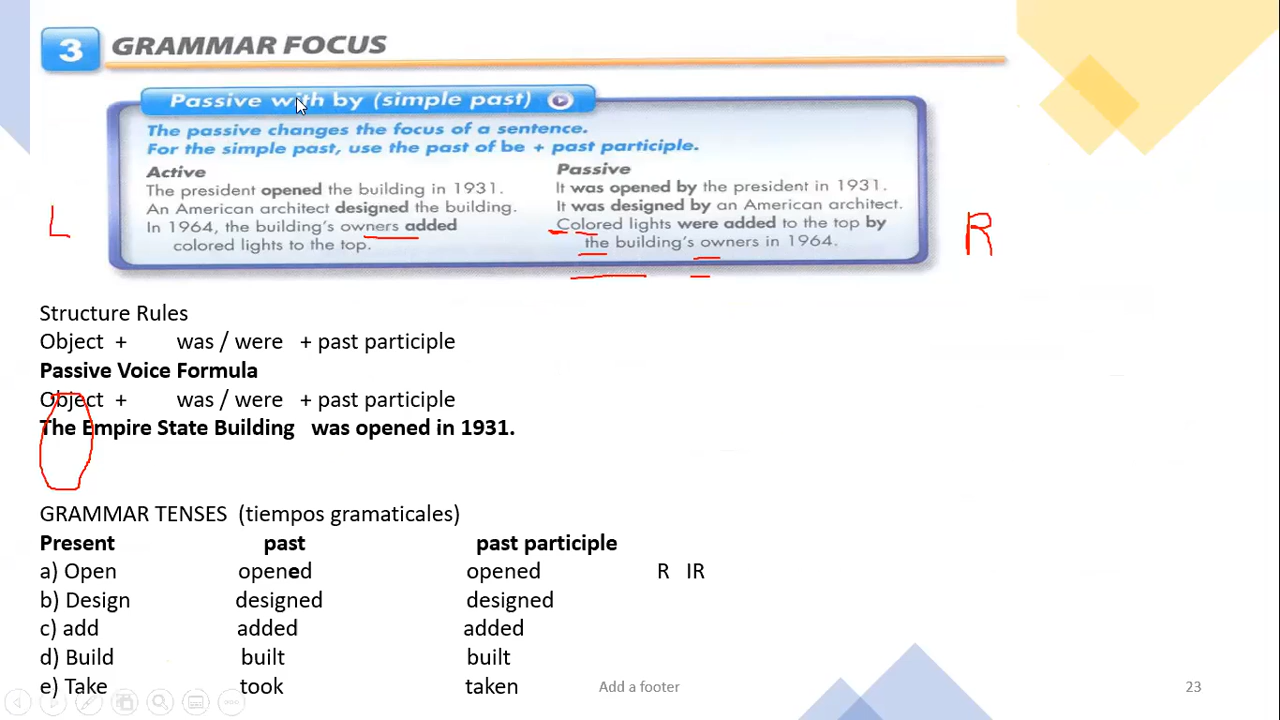 3 GRAMMAR FOCUS
Passive with by (simple past)
The passive changes the focus of a sentence.
For the simple past, use the past of be + past participle.
Active
The president opened the building in 1931.
An American architect designed the building.
In 1964, the building's owners added
colored lights to the top.
Passive
It was opened by the president in 1931.
It was designed by an American architect.
Colored lights were added to the top by
the building's owners in 1964.
L
R
Structure Rules
Object + was / were + past participle
Passive Voice Formula
Object + was / were + past participle
The Empire State Building was opened in 1931.
GRAMMAR TENSES (tiempos gramaticales)
Present past past participle
a) Open opened opened R IR
b) Design designed designed
c) add added added
d) Build built built
e) Take took taken
Add a footer
23